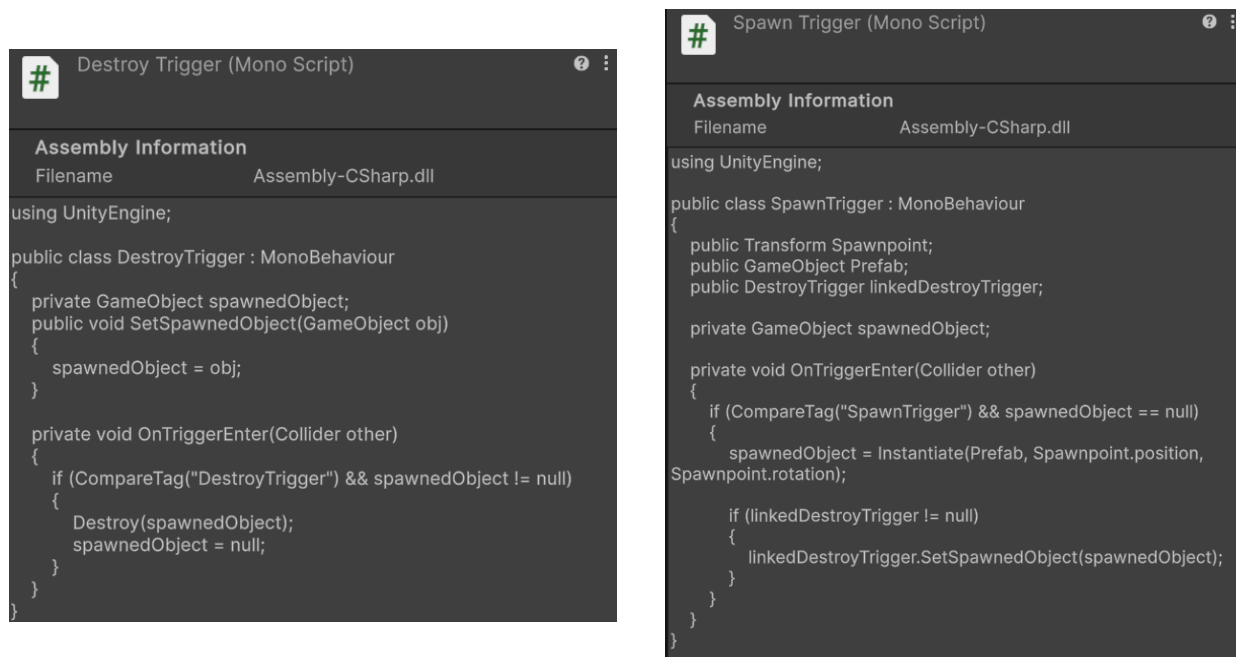 Destroy Trigger (Mono Script)
Assembly Information
Filename Assembly-CSharp.dll
using UnityEngine;
public class DestroyTrigger : MonoBehaviour
{
private GameObject spawnedObject;
public void SetSpawnedObject(GameObject obj)
{
spawnedObject = obj;
}
private void OnTriggerEnter(Collider other)
{
if (CompareTag("DestroyTrigger") && spawnedObject != null)
{
Destroy(spawnedObject);
spawnedObject = null;
}
}
}
Spawn Trigger (Mono Script)
Assembly Information
Filename Assembly-CSharp.dll
using UnityEngine;
public class SpawnTrigger : MonoBehaviour
{
public Transform Spawnpoint;
public GameObject Prefab;
public DestroyTrigger linkedDestroyTrigger;
private GameObject spawnedObject;
private void OnTriggerEnter(Collider other)
{
if (CompareTag("SpawnTrigger") && spawnedObject == null)
{
spawnedObject = Instantiate(Prefab, Spawnpoint.position,
Spawnpoint.rotation);
if (linkedDestroyTrigger != null)
{
linkedDestroyTrigger.SetSpawnedObject(spawnedObject);
}
}
}
}